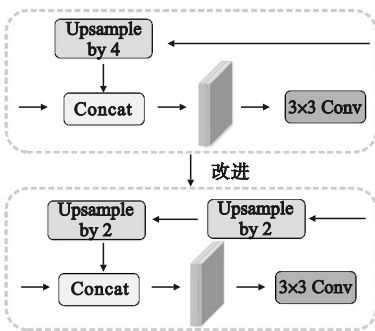 Upsample
by 4
Concat
3×3 Conv
改进
Upsample
by 2
Upsample
by 2
Concat
3×3 Conv